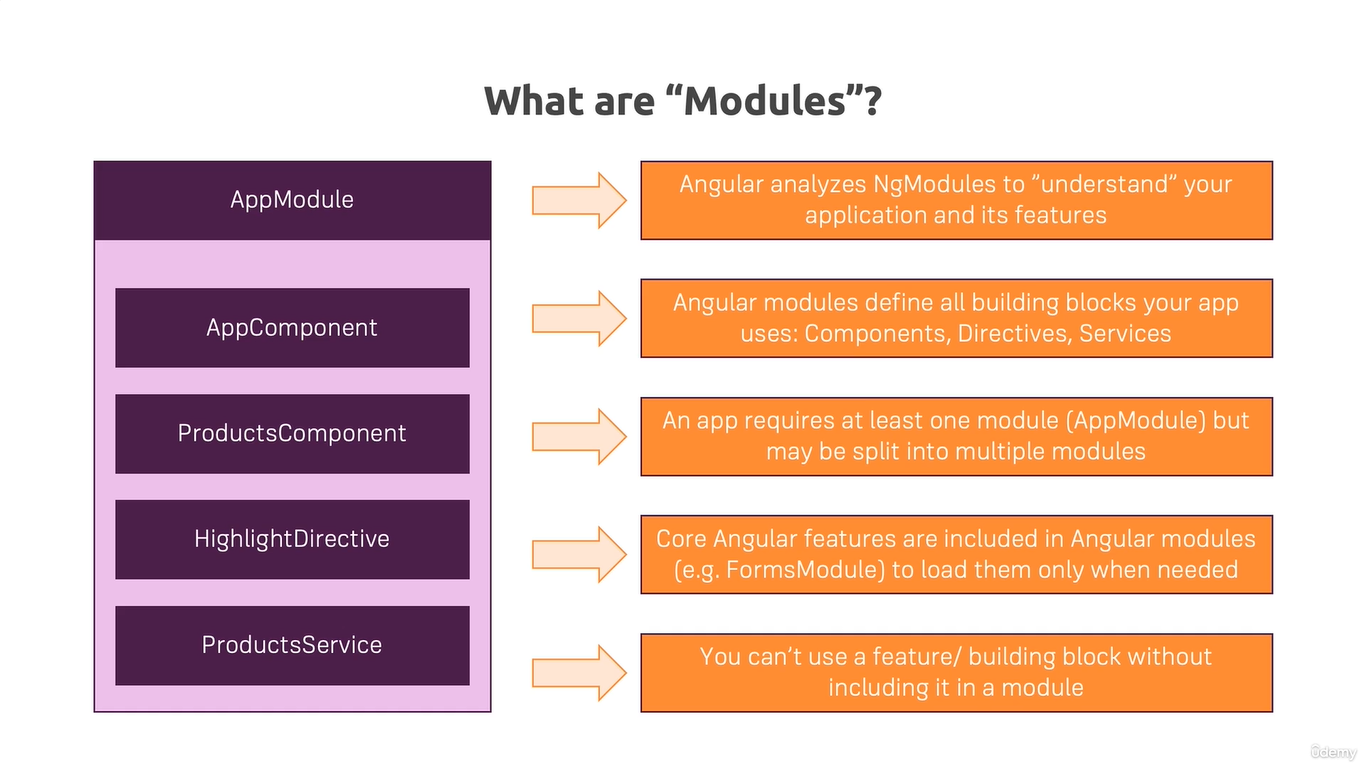 What are “Modules”?
AppModule
AppComponent
ProductsComponent
HighlightDirective
ProductsService
Angular analyzes NgModules to ”understand“ your
application and its features
Angular modules define all building blocks your app
uses: Components, Directives, Services
An app requires at least one module (AppModule) but
may be split into multiple modules
Core Angular features are included in Angular modules
(e.g. FormsModule) to load them only when needed
You can’t use a feature/ building block without
including it in a module
ûdemy